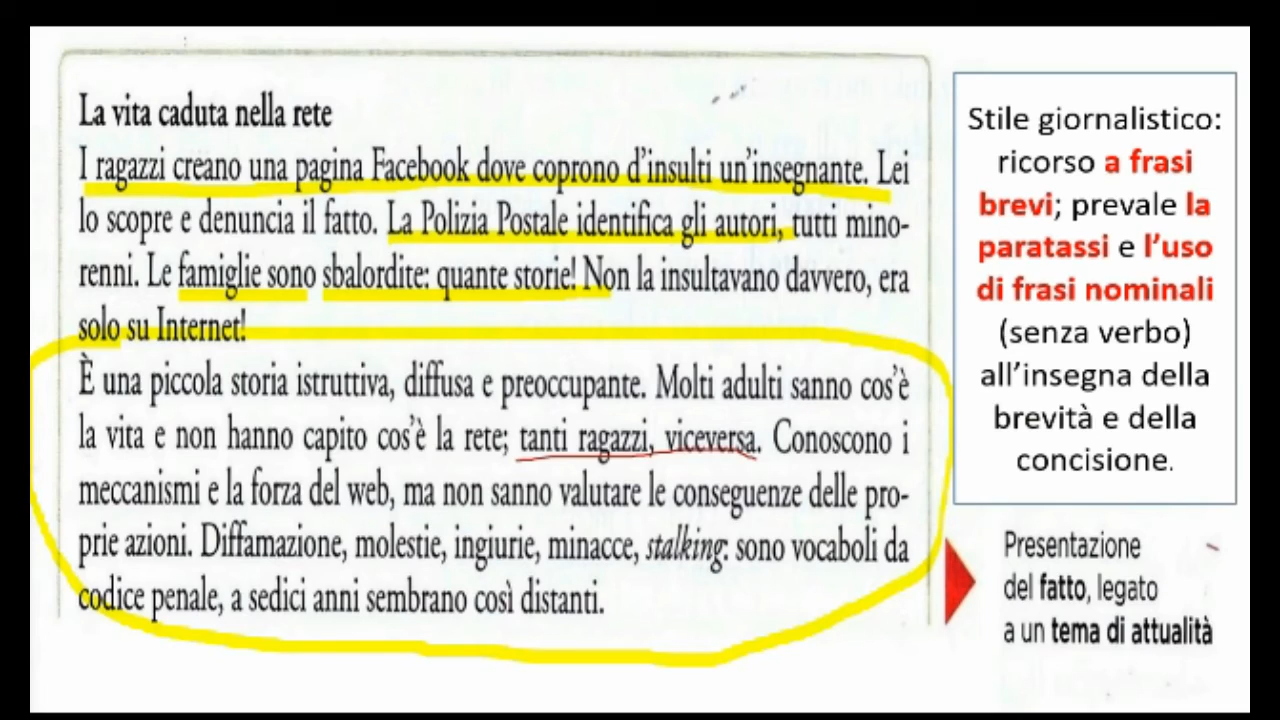 La vita caduta nella rete
I ragazzi creano una pagina Facebook dove coprono d'insulti un'insegnante. Lei
lo scopre e denuncia il fatto. La Polizia Postale identifica gli autori, tutti mino-
renni. Le famiglie sono sbalordite: quante storie! Non la insultavano davvero, era
solo su Internet!
È una piccola storia istruttiva, diffusa e preoccupante. Molti adulti sanno cos'è
la vita e non hanno capito cos'è la rete; tanti ragazzi, viceversa. Conoscono i
meccanismi e la forza del web, ma non sanno valutare le conseguenze delle pro-
prie azioni. Diffamazione, molestie, ingiurie, minacce, stalking: sono vocaboli da
codice penale, a sedici anni sembrano così distanti.
Stile giornalistico:
ricorso a frasi
brevi; prevale la
paratassi e l'uso
di frasi nominali
(senza verbo)
all'insegna della
brevità e della
concisione.
Presentazione
del fatto, legato
a un tema di attualità